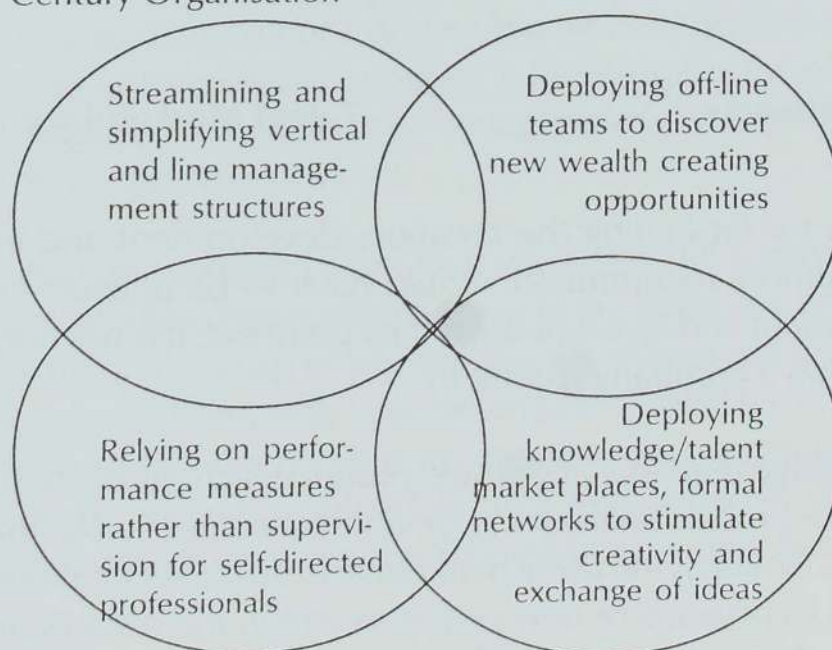 Century Organisation
Streamlining and
simplifying vertical
and line manage-
ment structures
Deploying off-line
teams to discover
new wealth creating
opportunities
Relying on perfor-
mance measures
rather than supervi-
sion for self-directed
professionals
Deploying
knowledge/talent
market places, formal
networks to stimulate
creativity and
exchange of ideas